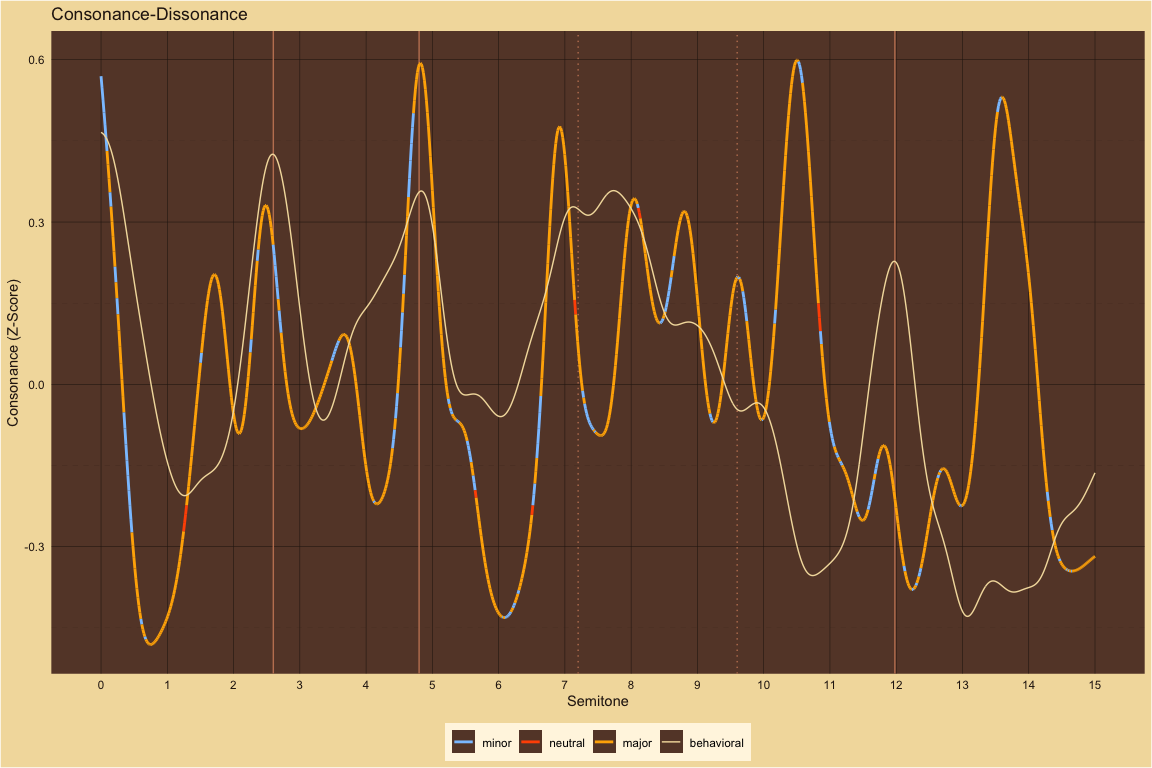 Consonance-Dissonance
Consonance (Z-Score)
0.6
0.3
0.0
-0.3
0 1 2 3 4 5 6 7 8 9 10 11 12 13 14 15
Semitone
minor neutral major behavioral